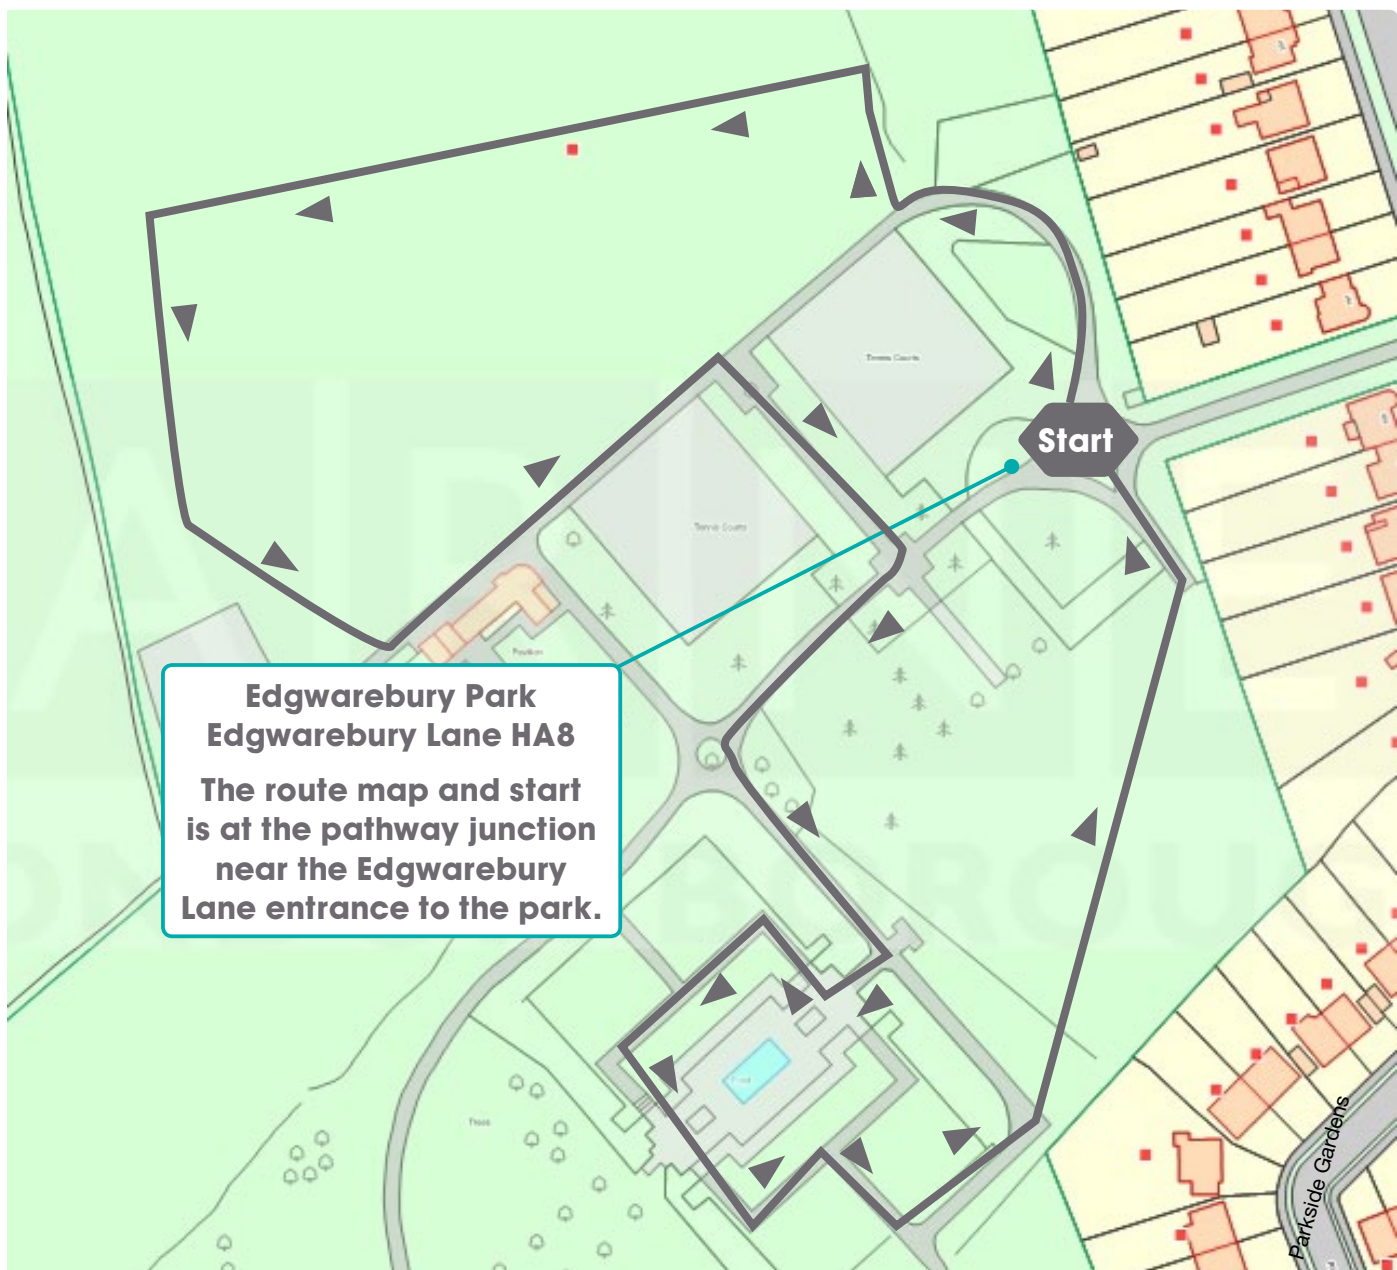 Tennis Courts
Start
Tennis Courts
Pavilion
Edgwarebury Park
Edgwarebury Lane HA8
The route map and start
is at the pathway junction
near the Edgwarebury
Lane entrance to the park.
Pond
Trees
Parkside Gardens